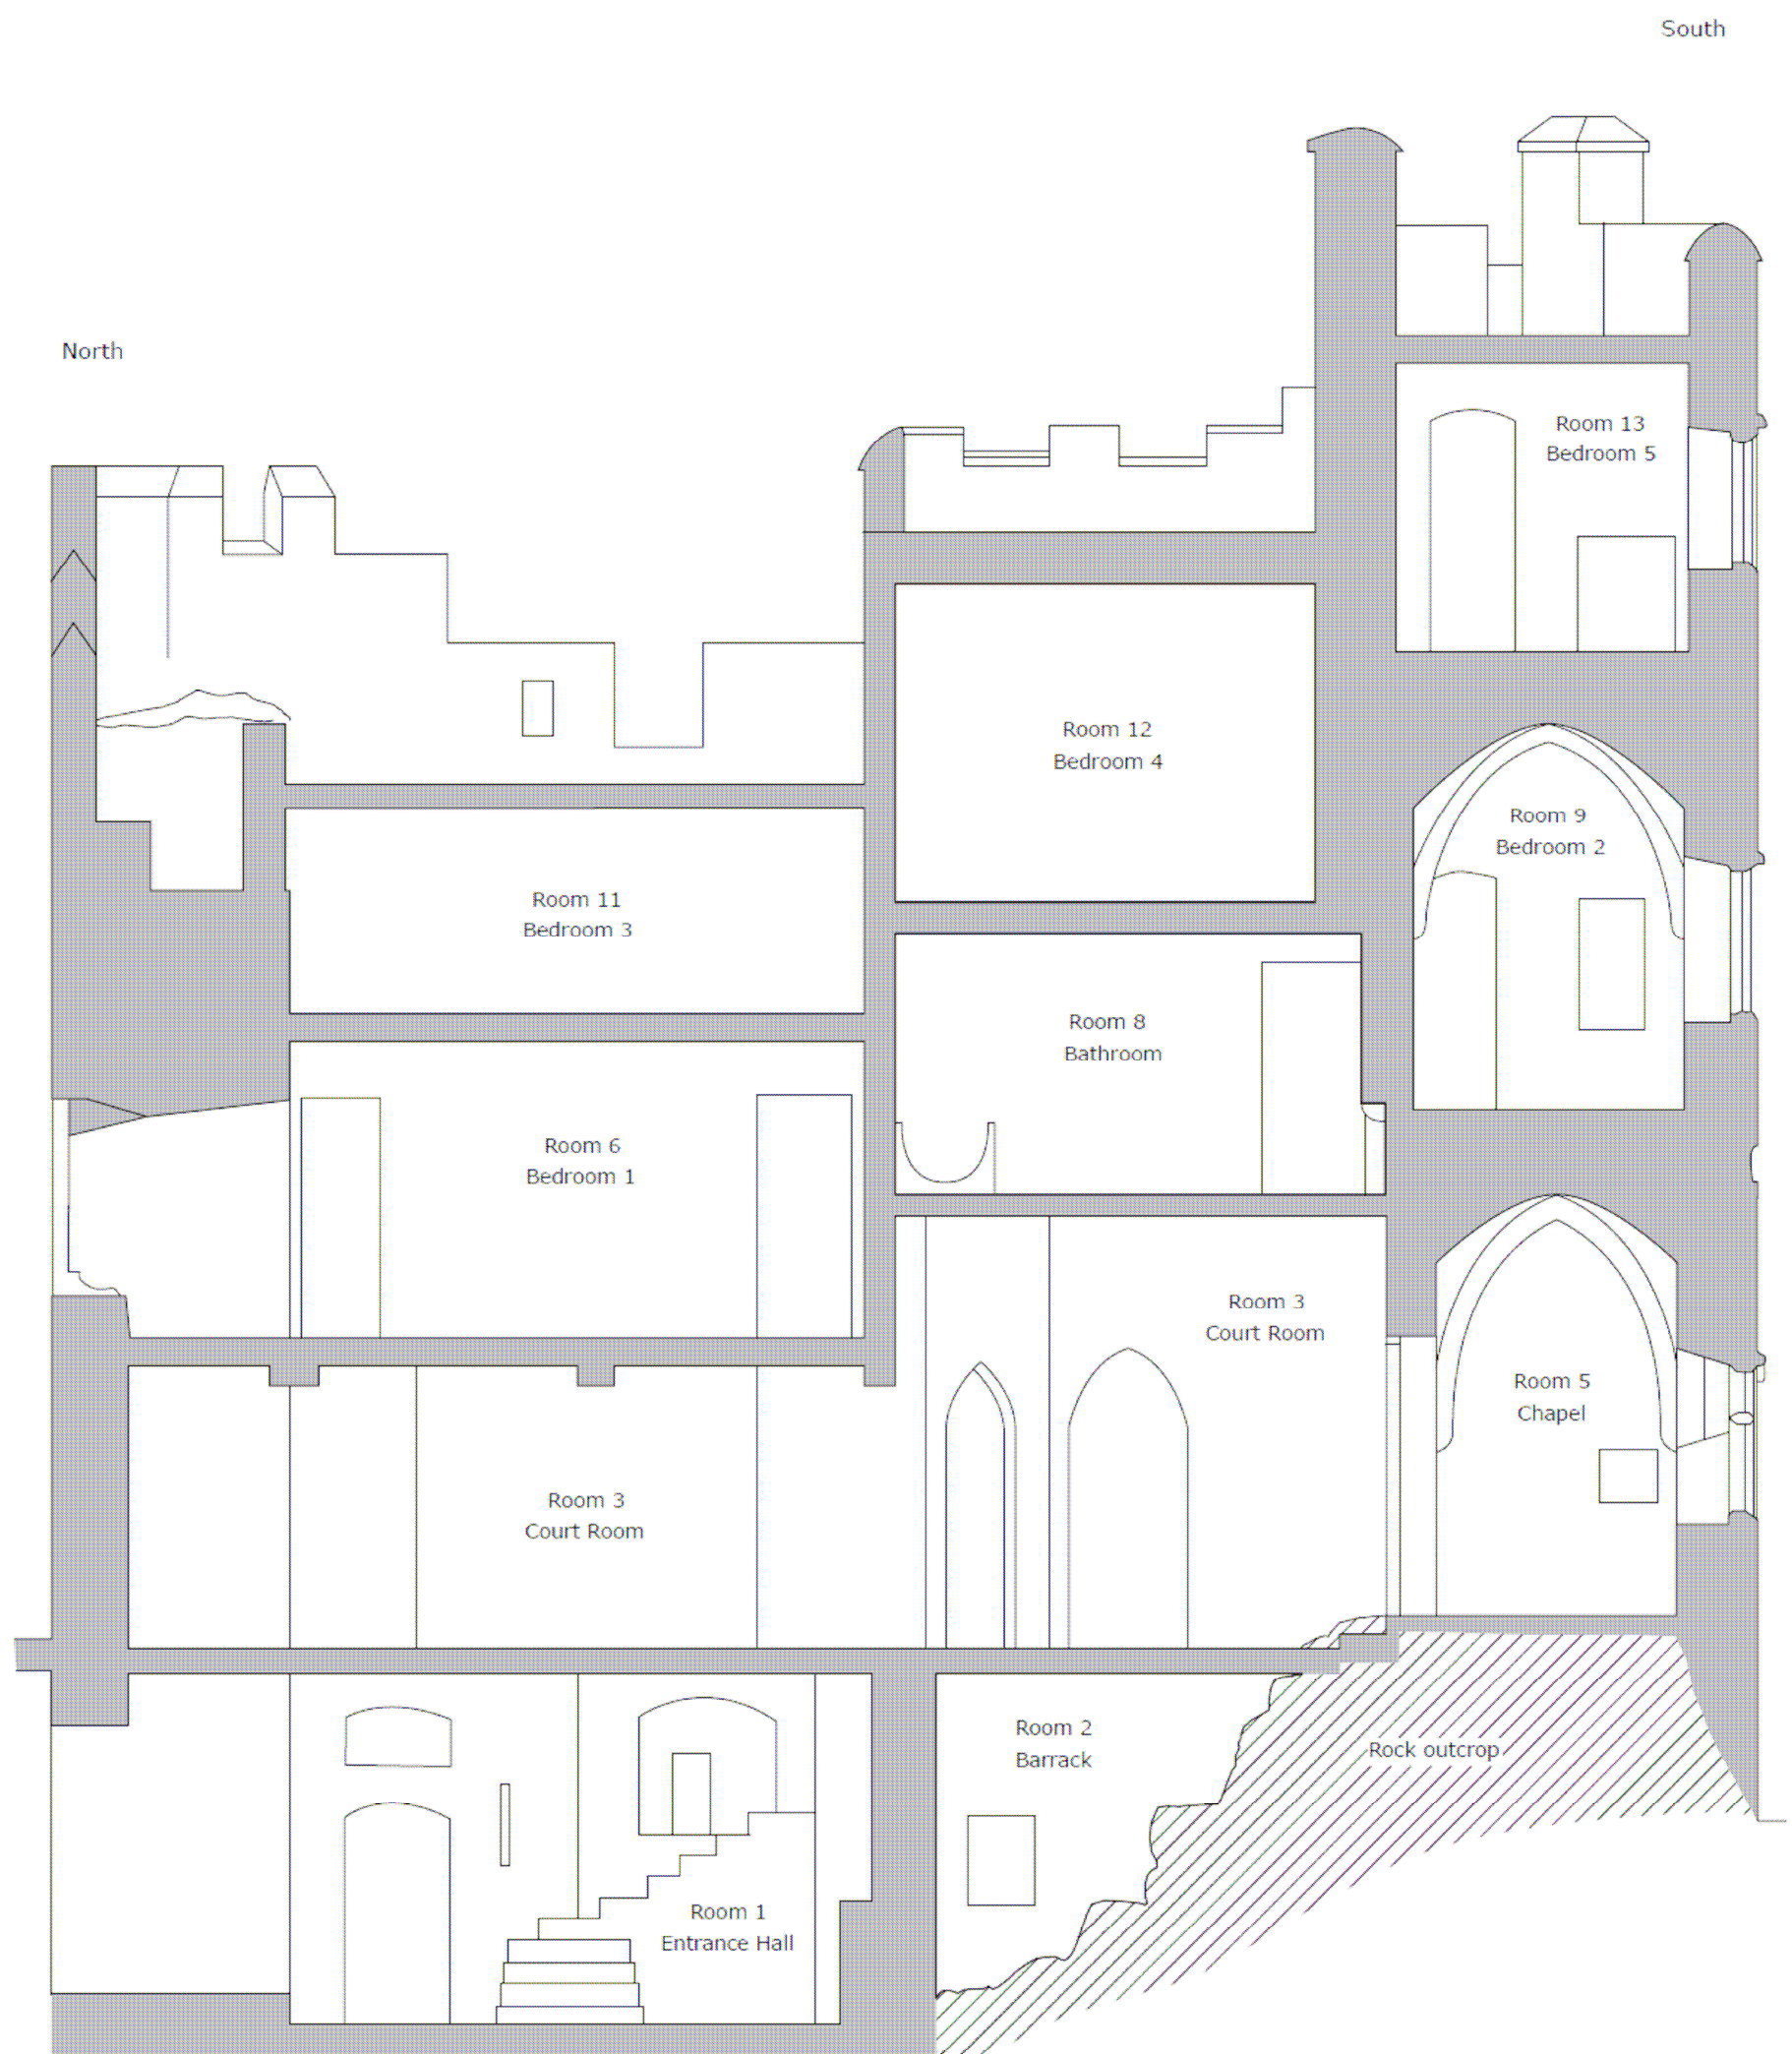 South
North
Room 13
Bedroom 5
Room 12
Bedroom 4
Room 9
Bedroom 2
Room 11
Bedroom 3
Room 8
Bathroom
Room 6
Bedroom 1
Room 3
Court Room
Room 5
Chapel
Room 3
Court Room
Room 2
Barrack
Rock outcrop
Room 1
Entrance Hall